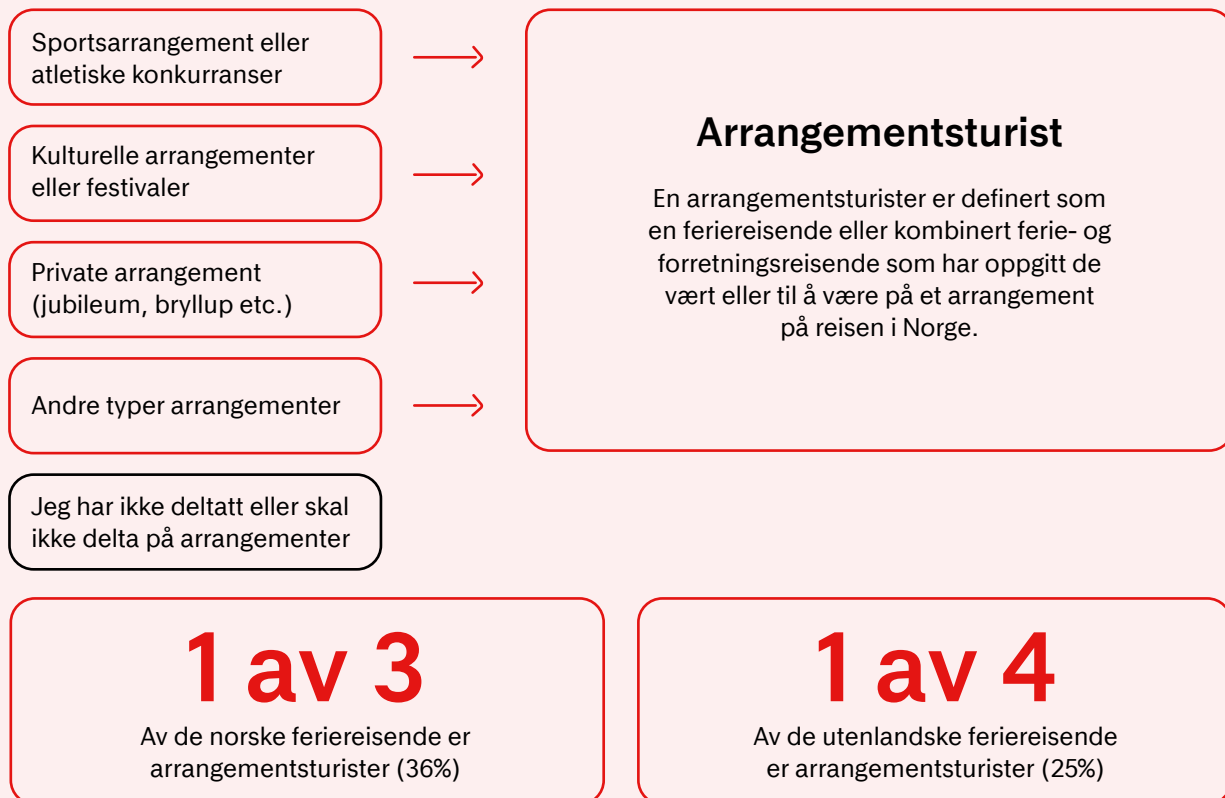 Sportsarrangement eller
atletiske konkurranser
Kulturelle arrangementer
eller festivaler
Private arrangement
(jubileum, bryllup etc.)
Andre typer arrangementer
Jeg har ikke deltatt eller skal
ikke delta på arrangementer
Arrangementsturist
En arrangementsturister er definert som
en feriereisende eller kombinert ferie- og
forretningsreisende som har oppgitt de
vært eller til å være på et arrangement
på reisen i Norge.
1 av 3
Av de norske feriereisende er
arrangementsturister (36%)
1 av 4
Av de utenlandske feriereisende
er arrangementsturister (25%)